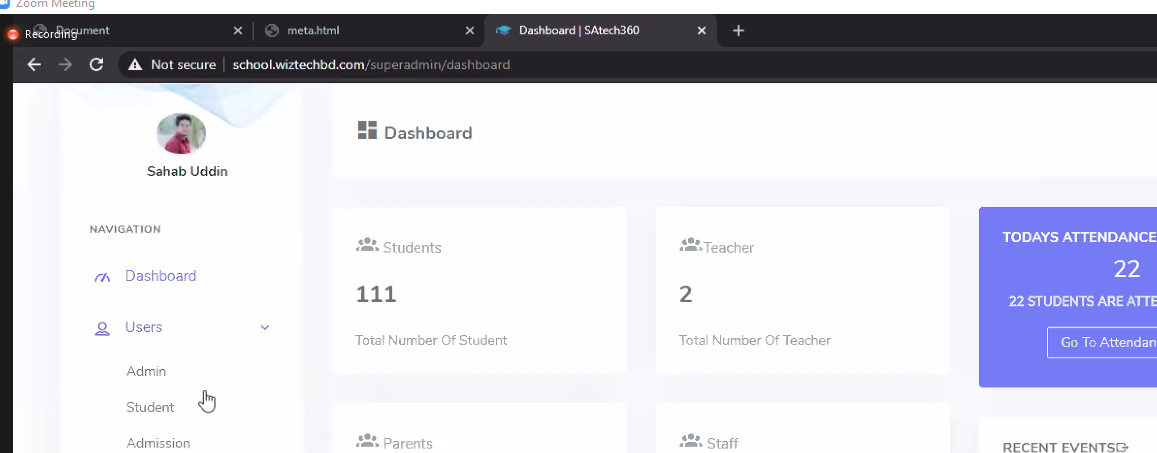 Zoom Meeting
Recording
Document
meta.html
Dashboard | SAtech360
Not secure | school.wiztechbd.com/superadmin/dashboard
Sahab Uddin
NAVIGATION
Dashboard
Users
Admin
Student
Admission
Dashboard
Students
111
Total Number Of Student
Teacher
2
Total Number Of Teacher
Parents
Staff
TODAYS ATTENDANCE
22
22 STUDENTS ARE ATTE
Go To Attendan
RECENT EVENTS